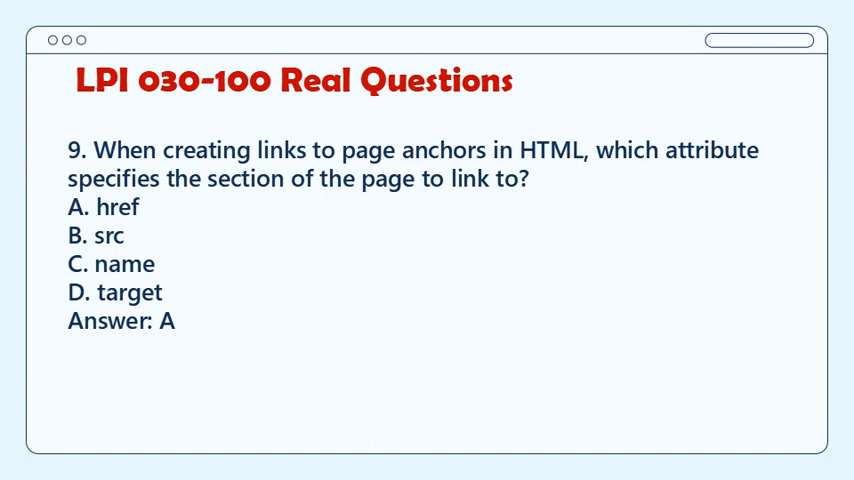 LPI 030-100 Real Questions
9. When creating links to page anchors in HTML, which attribute
specifies the section of the page to link to?
A. href
B. src
C. name
D. target
Answer: A